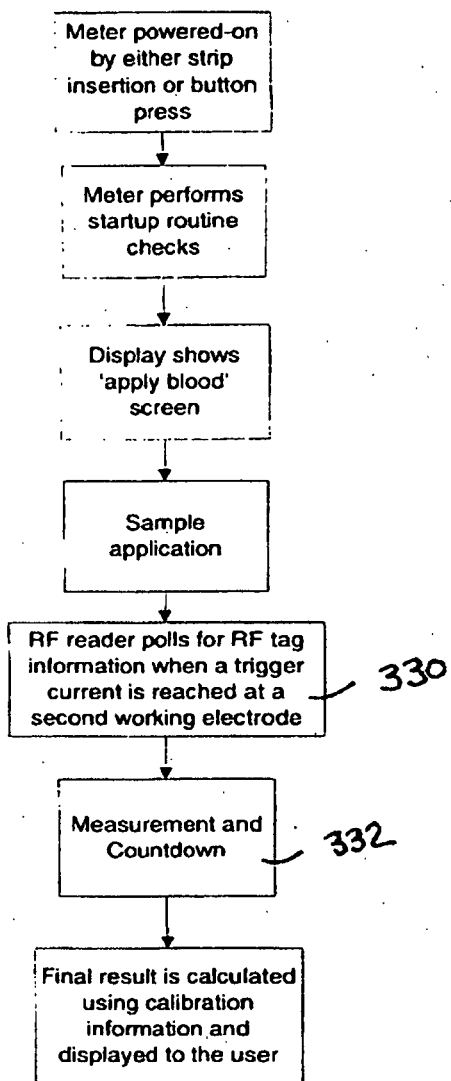 Meter powered-on
by either strip
insertion or button
press
Meter performs
startup routine
checks
Display shows
'apply blood'
screen
Sample
application
RF reader polls for RF tag
information when a trigger
current is reached at a
second working electrode
330
Measurement and
Countdown
332
Final result is calculated
using calibration
information and
displayed to the user